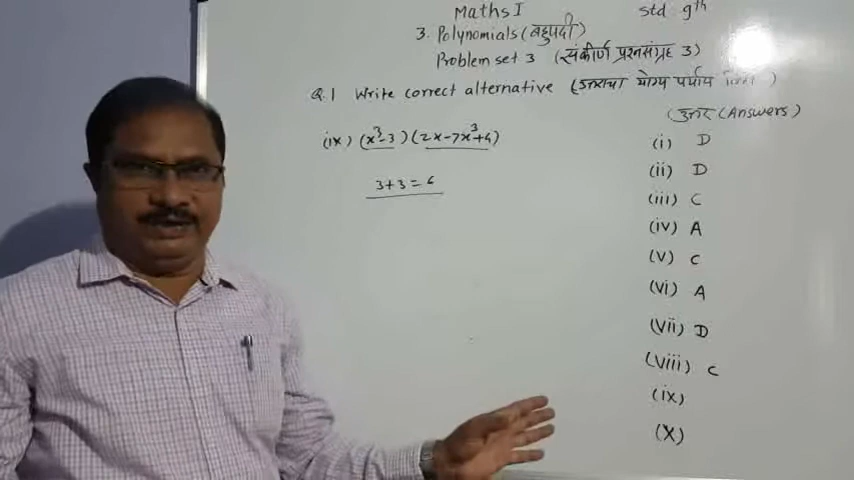 Maths I
Std 9th
3. Polynomials (बहुपदी)
Problem set 3 (संकीर्ण प्रश्नसंग्रह 3)
Q.1 Write correct alternative (उत्तराचा योग्य पर्याय
उत्तर (Answers)
(ix) (x³-3)(2x-7x³+4)
3+3=6
(i) D
(ii) D
(iii) C
(iv) A
(v) C
(vi) A
(vii) D
(viii) C
(ix)
(X)